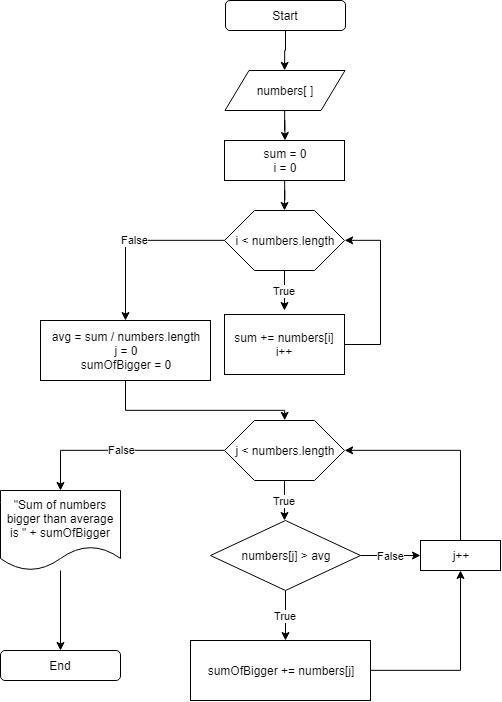 Start
numbers[ ]
sum = 0
i = 0
i < numbers.length
False
True
sum += numbers[i]
i++
avg = sum / numbers.length
j = 0
sumOfBigger = 0
j < numbers.length
False
True
"Sum of numbers
bigger than average
is " + sumOfBigger
numbers[j] > avg
False
j++
True
End
sumOfBigger += numbers[j]